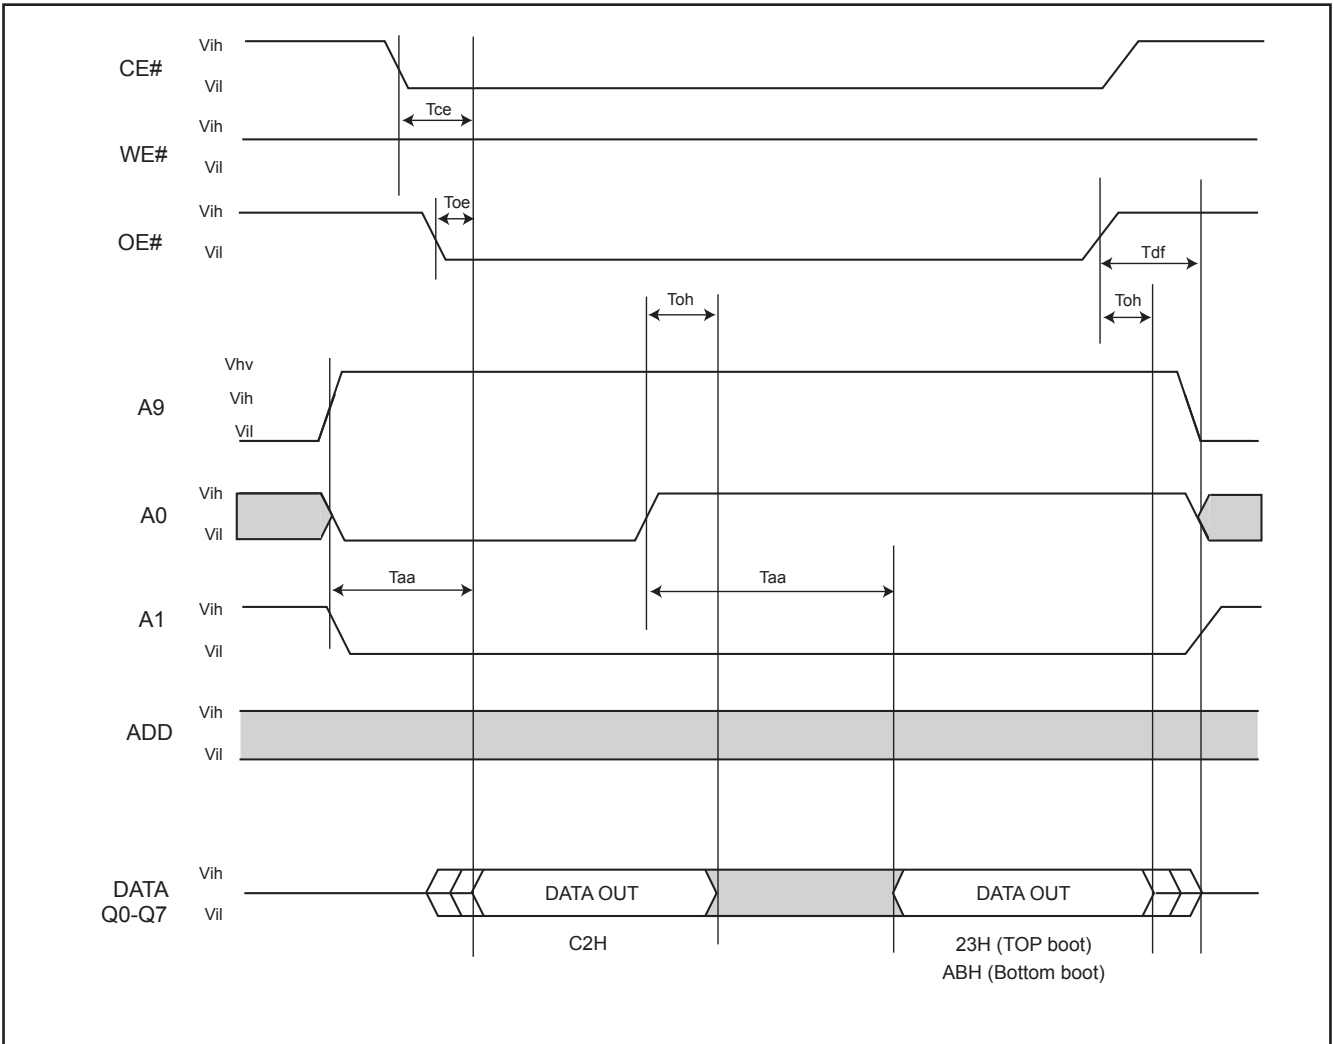 Vih
CE#
Vil
Tce
Vih
WE#
Vil
Toe
Vih
OE#
Vil
Tdf
Toh
Toh
Vhv
Vih
A9
Vil
Vih
A0
Vil
Taa
Taa
Vih
A1
Vil
Vih
ADD
Vil
Vih
DATA
Q0-Q7
Vil
DATA OUT
DATA OUT
C2H
23H (TOP boot)
ABH (Bottom boot)